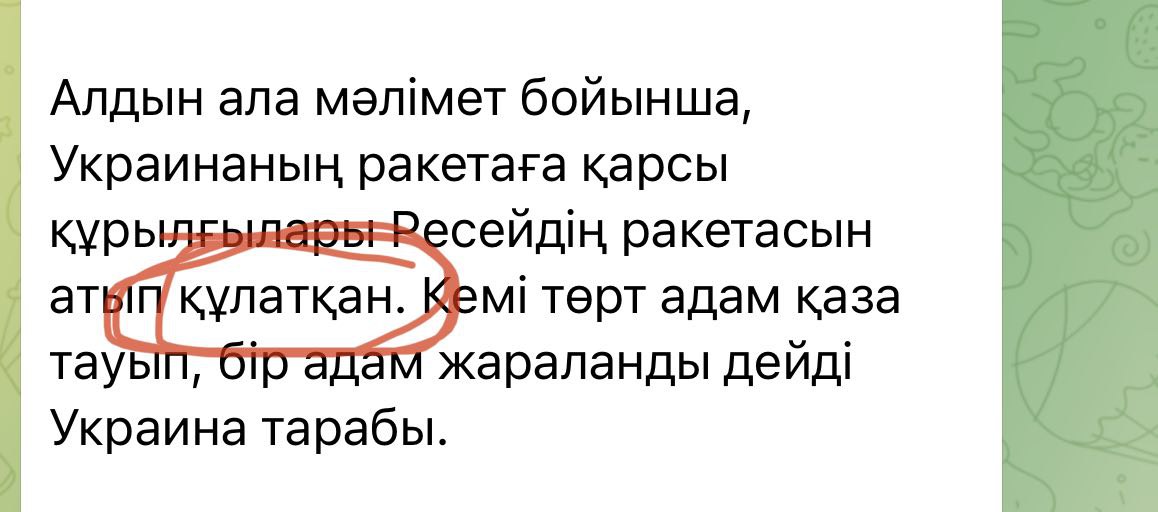 Алдын ала мәлімет бойынша,
Украинаның ракетаға қарсы
құрылғылары Ресейдің ракетасын
атып құлатқан. Кемі төрт адам қаза
тауып, бір адам жараланды дейді
Украина тарабы.